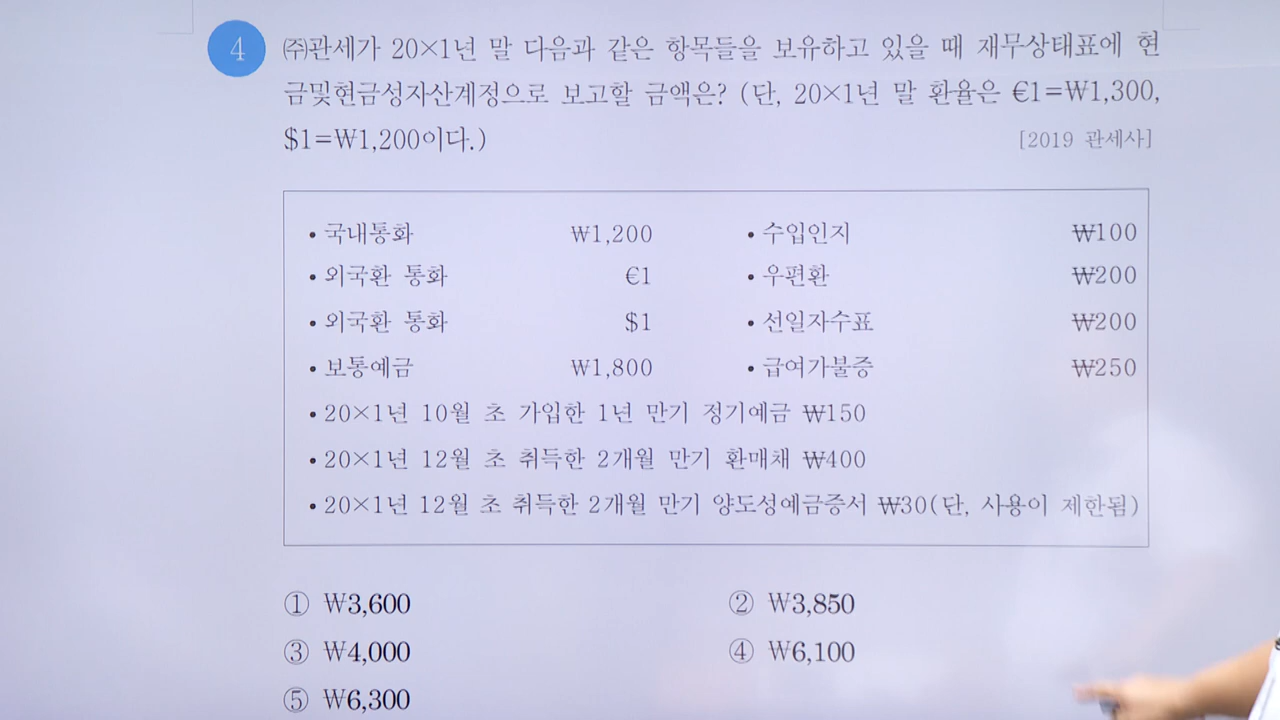 4
㈜관세가 20×1년 말 다음과 같은 항목들을 보유하고 있을 때 재무상태표에 현
금및현금성자산계정으로 보고할 금액은? (단, 20×1년 말 환율은 €1=₩1,300,
$1=₩1,200이다.) [2019 관세사]
• 국내통화 ₩1,200 • 수입인지 ₩100
• 외국환 통화 €1 • 우편환 ₩200
• 외국환 통화 $1 • 선일자수표 ₩200
• 보통예금 ₩1,800 • 급여가불증 ₩250
• 20×1년 10월 초 가입한 1년 만기 정기예금 ₩150
• 20×1년 12월 초 취득한 2개월 만기 환매채 ₩400
• 20×1년 12월 초 취득한 2개월 만기 양도성예금증서 ₩30(단, 사용이 제한됨)
① ₩3,600 ② ₩3,850
③ ₩4,000 ④ ₩6,100
⑤ ₩6,300